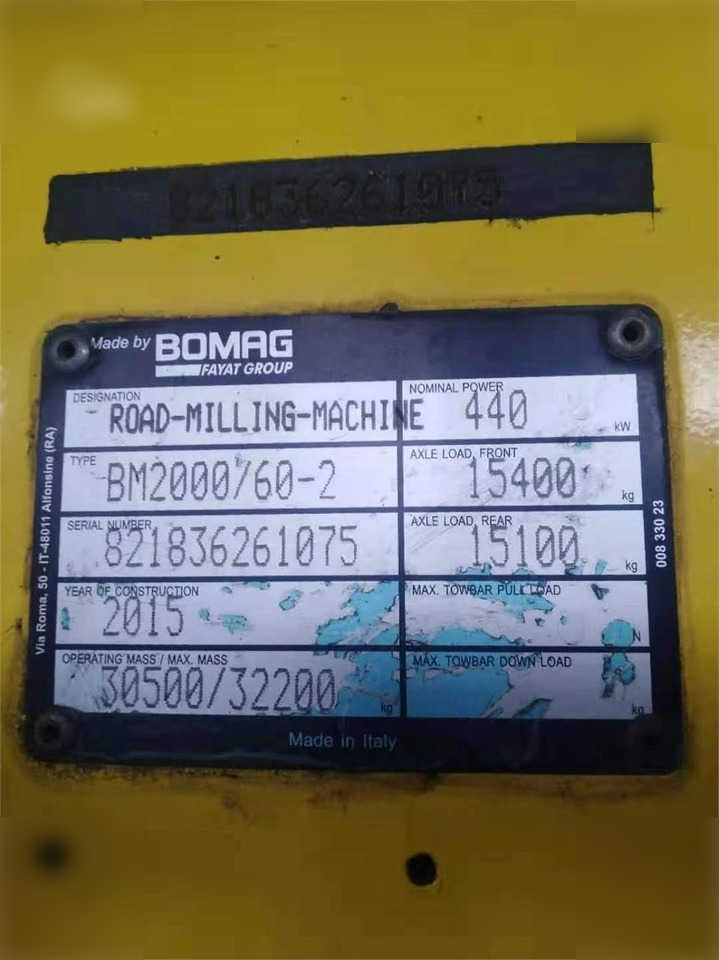 821836261075
Made by BOMAG
FAYAT GROUP
DESIGNATION
ROAD-MILLING-MACHINE
NOMINAL POWER
440 kW
TYPE
BM2000/60-2
AXLE LOAD, FRONT
15400 kg
SERIAL NUMBER
821836261075
AXLE LOAD, REAR
15100 kg
YEAR OF CONSTRUCTION
2015
MAX. TOWBAR PULL LOAD
N
OPERATING MASS / MAX. MASS
30500/32200 kg
MAX. TOWBAR DOWN LOAD
kg
Made in Italy
Via Roma, 50 - IT-48011 Alfonsine (RA)
008 330 23